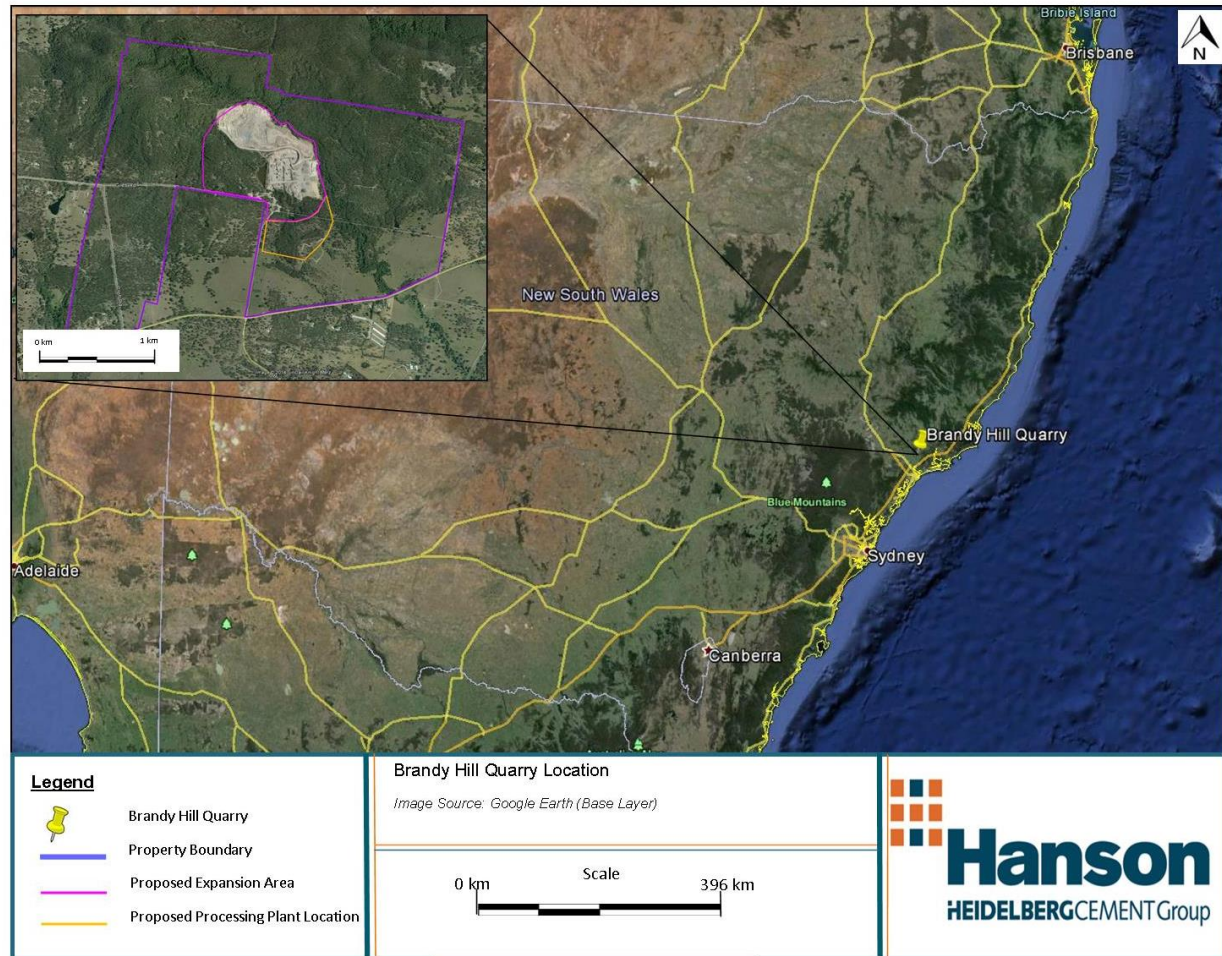 Bribie Island
Brisbane
N
New South Wales
0 km
1 km
Brandy Hill Quarry
Blue Mountains
Sydney
Adelaide
Canberra
Legend
Brandy Hill Quarry
Property Boundary
Proposed Expansion Area
Proposed Processing Plant Location
Brandy Hill Quarry Location
Image Source: Google Earth (Base Layer)
Scale
0 km
396 km
Hanson
HEIDELBERGCEMENT Group